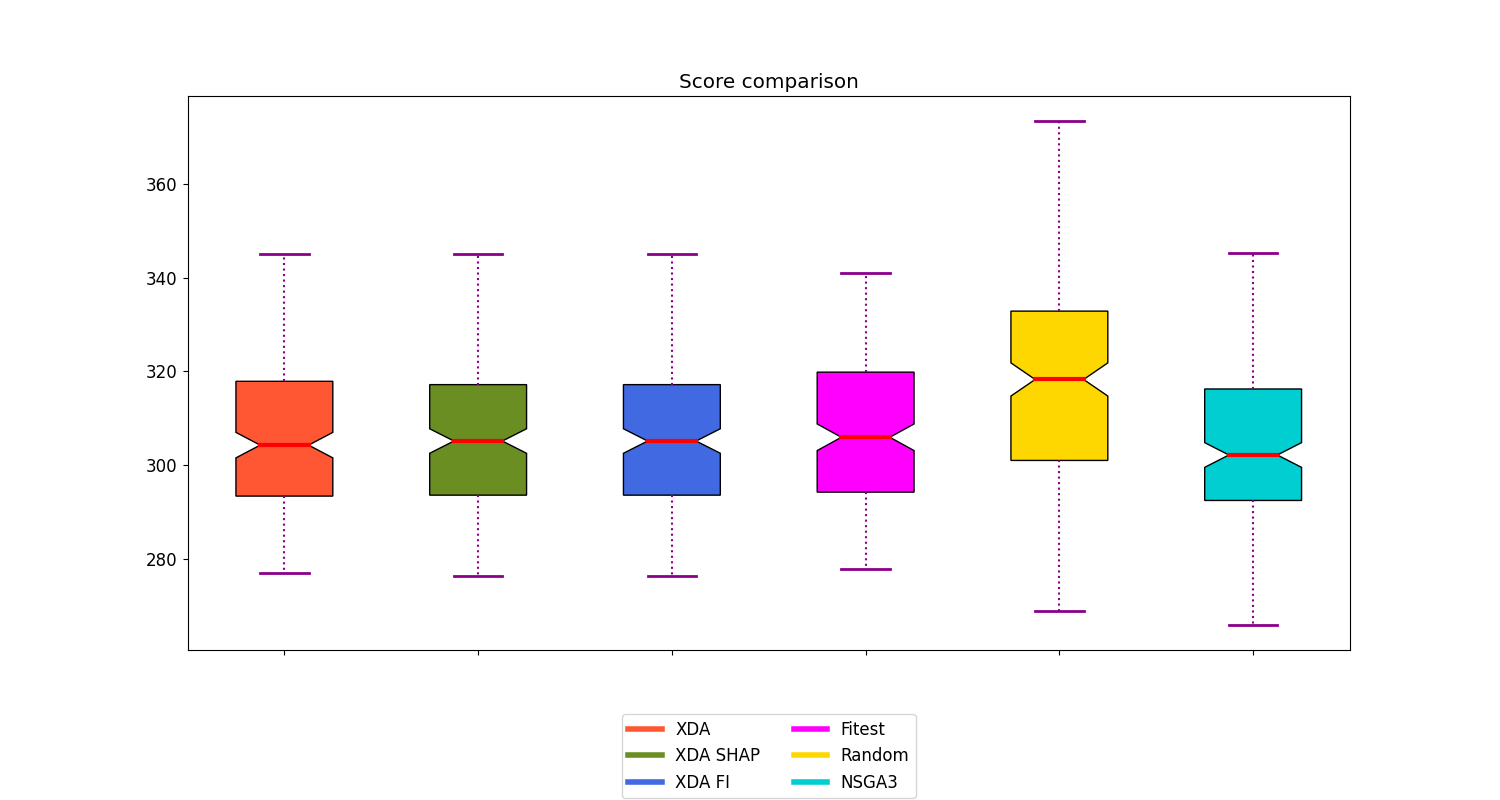 Score comparison
360
340
320
300
280
XDA
XDA SHAP
XDA FI
Fitest
Random
NSGA3